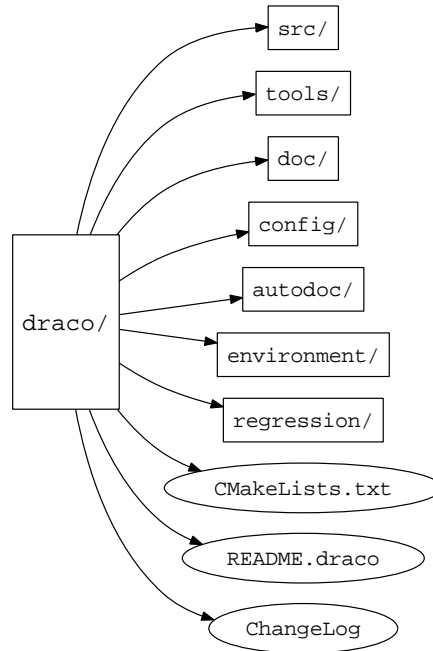 src/
tools/
doc/
config/
autodoc/
draco/
environment/
regression/
CMakeLists.txt
README.draco
ChangeLog